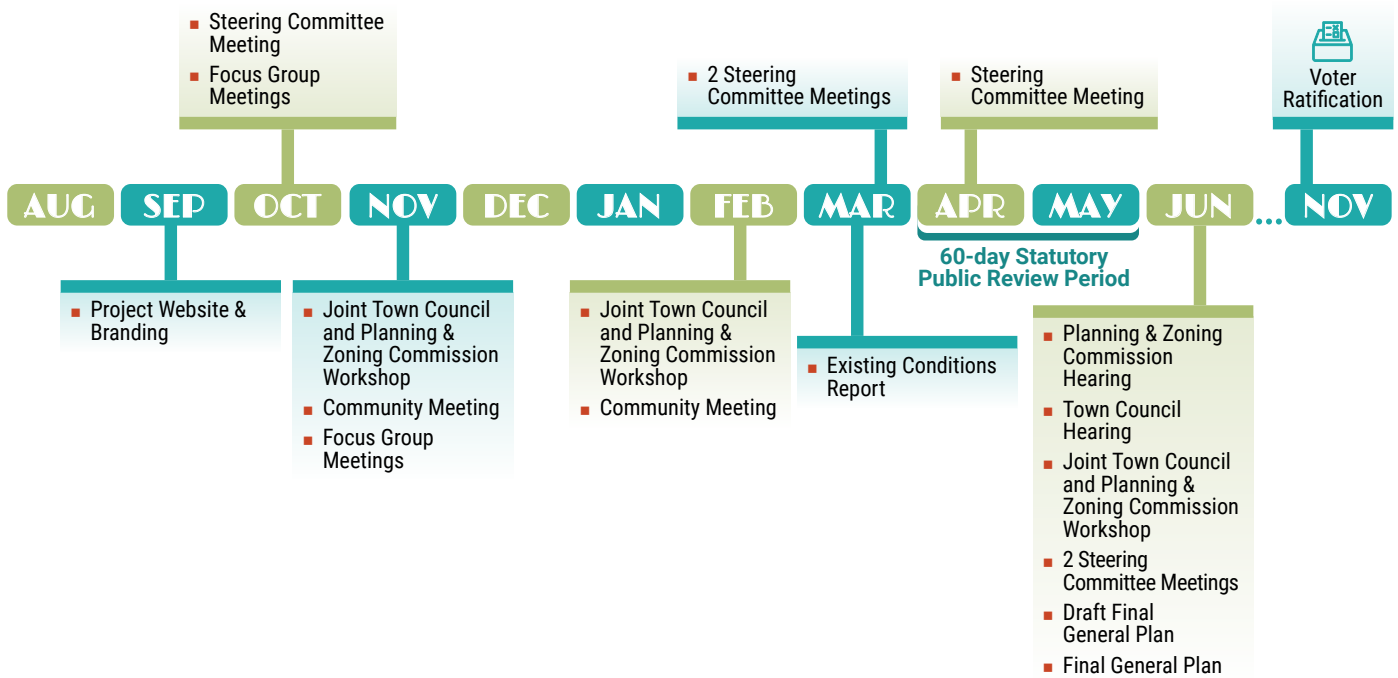 Steering Committee
Meeting
Focus Group
Meetings
2 Steering
Committee Meetings
Steering
Committee Meeting
Voter
Ratification
AUG
SEP
OCT
NOV
DEC
JAN
FEB
MAR
APR
MAY
JUN
...
NOV
60-day Statutory
Public Review Period
Project Website &
Branding
Joint Town Council
and Planning &
Zoning Commission
Workshop
Community Meeting
Focus Group
Meetings
Joint Town Council
and Planning &
Zoning Commission
Workshop
Community Meeting
Existing Conditions
Report
Planning & Zoning
Commission
Hearing
Town Council
Hearing
Joint Town Council
and Planning &
Zoning Commission
Workshop
2 Steering
Committee Meetings
Draft Final
General Plan
Final General Plan